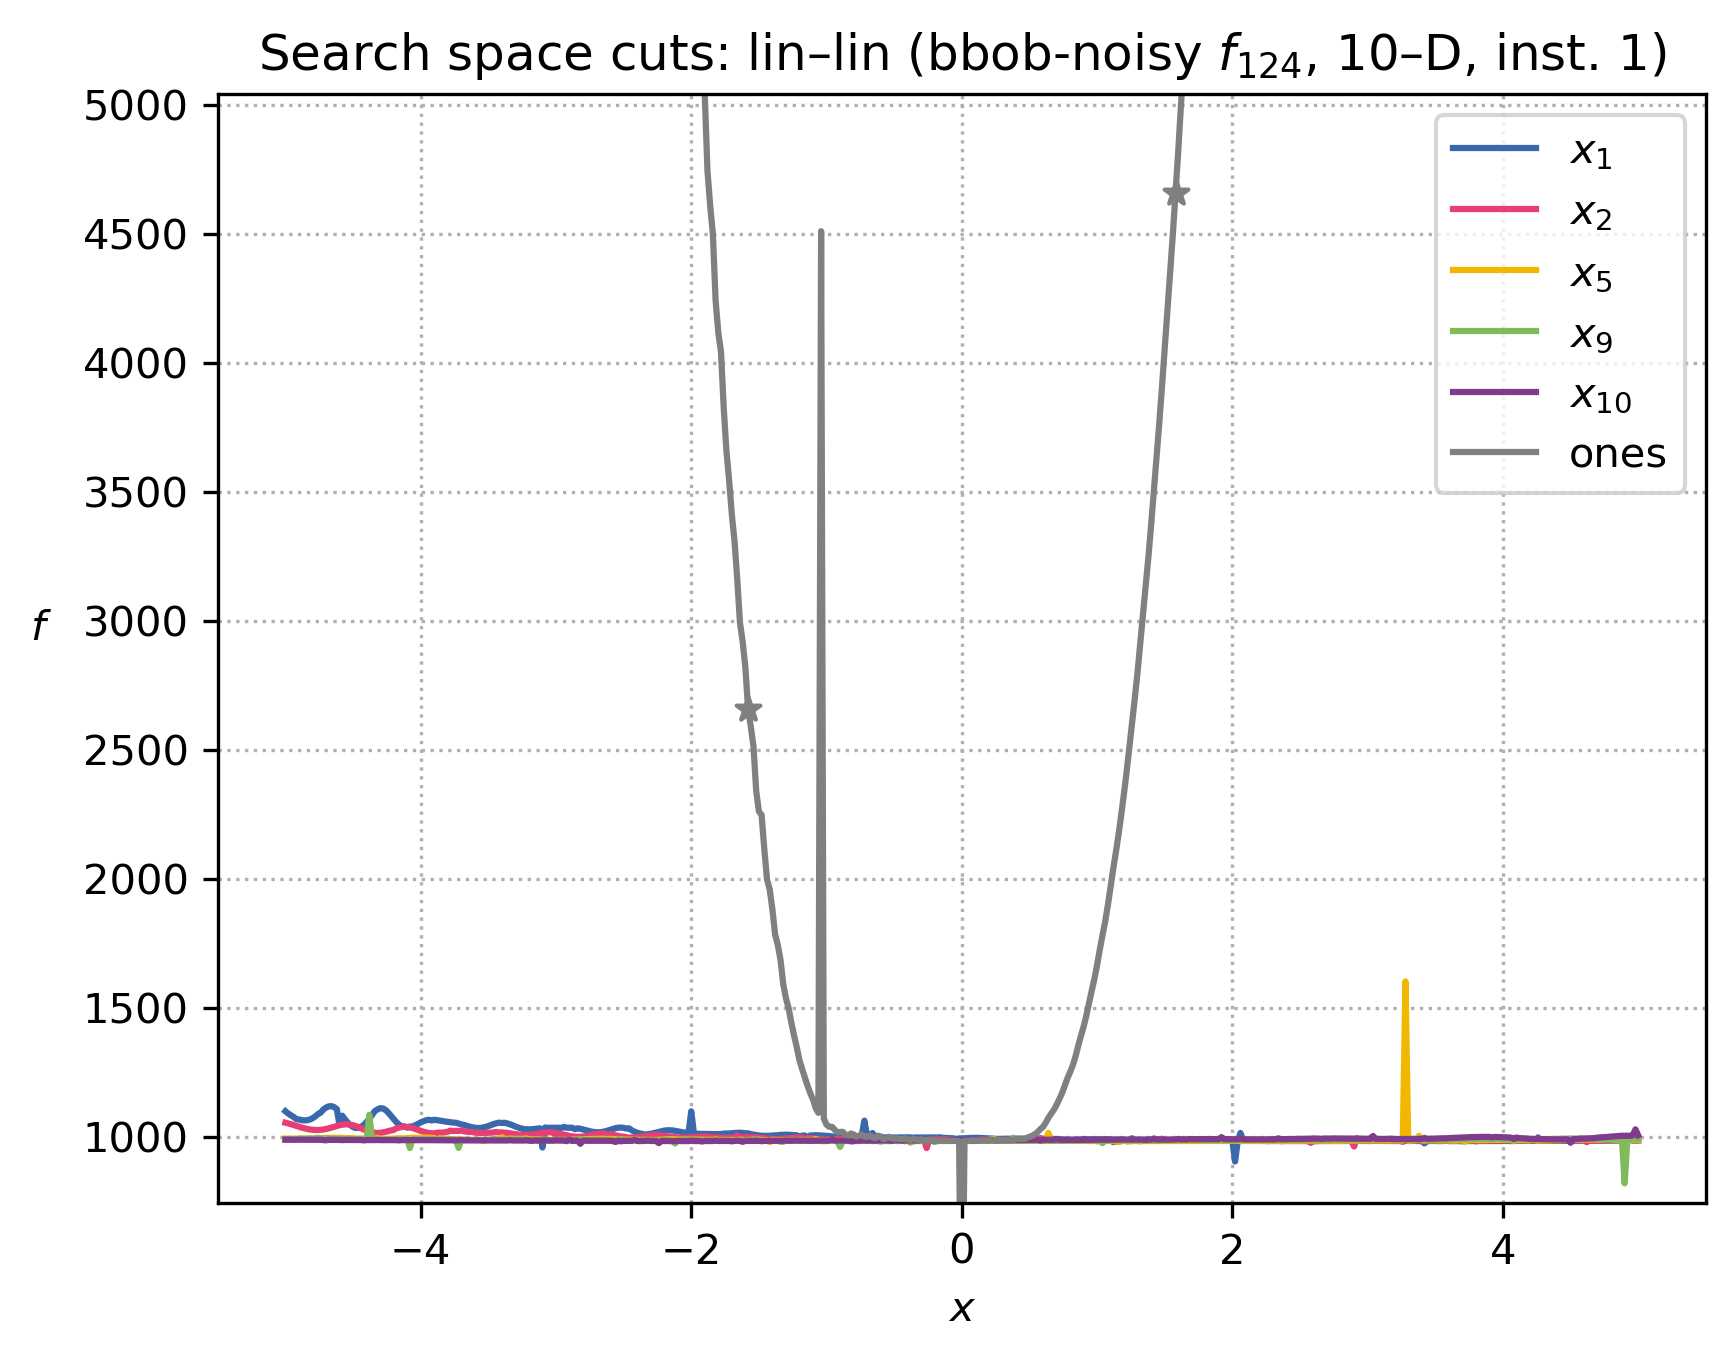 Search space cuts: lin–lin (bbob-noisy f₁₂₄, 10–D, inst. 1)
5000
4500
4000
3500
3000
2500
2000
1500
1000
f
−4
−2
0
2
4
x
x₁
x₂
x₅
x₉
x₁₀
ones